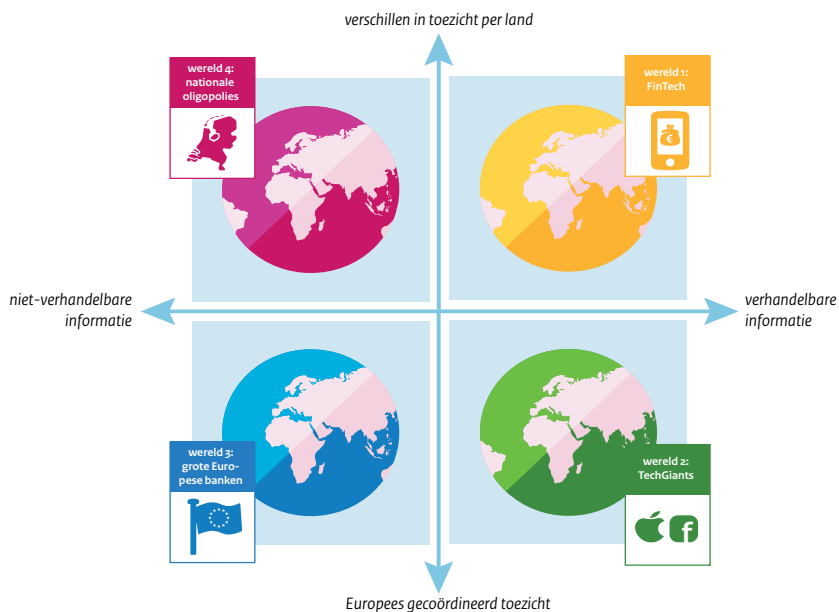 verschillen in toezicht per land
wereld 4:
nationale
oligopolies
wereld 1:
FinTech
€
niet-verhandelbare
informatie
verhandelbare
informatie
wereld 3:
grote Euro-
pese banken
wereld 2:
TechGiants
f
Europees gecoördineerd toezicht